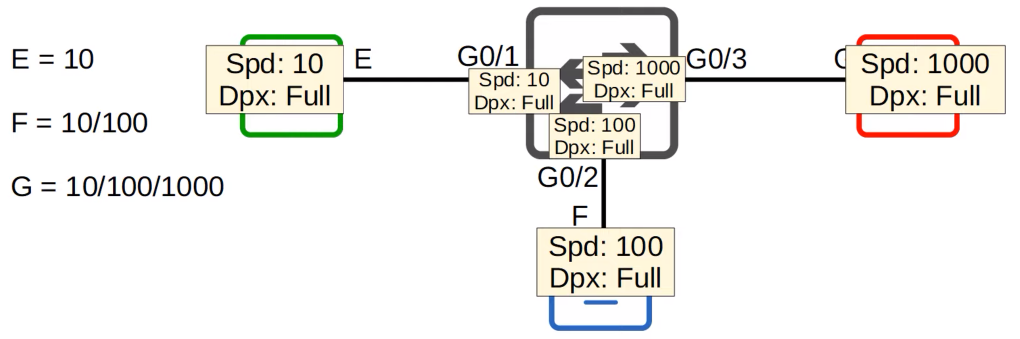 E = 10
F = 10/100
G = 10/100/1000
Spd: 10
Dpx: Full
E
G0/1
Spd: 10
Dpx: Full
Spd: 1000
Dpx: Full
Spd: 100
Dpx: Full
G0/3
Spd: 1000
Dpx: Full
G0/2
F
Spd: 100
Dpx: Full